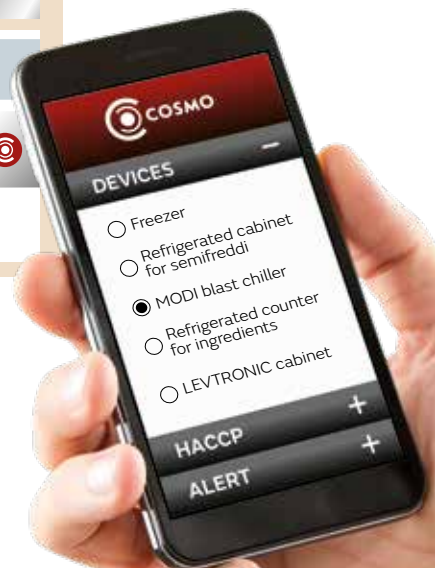 COSMO
DEVICES
Freezer
Refrigerated cabinet
for semifreddi
MODI blast chiller
Refrigerated counter
for ingredients
LEVTRONIC cabinet
HACCP
ALERT